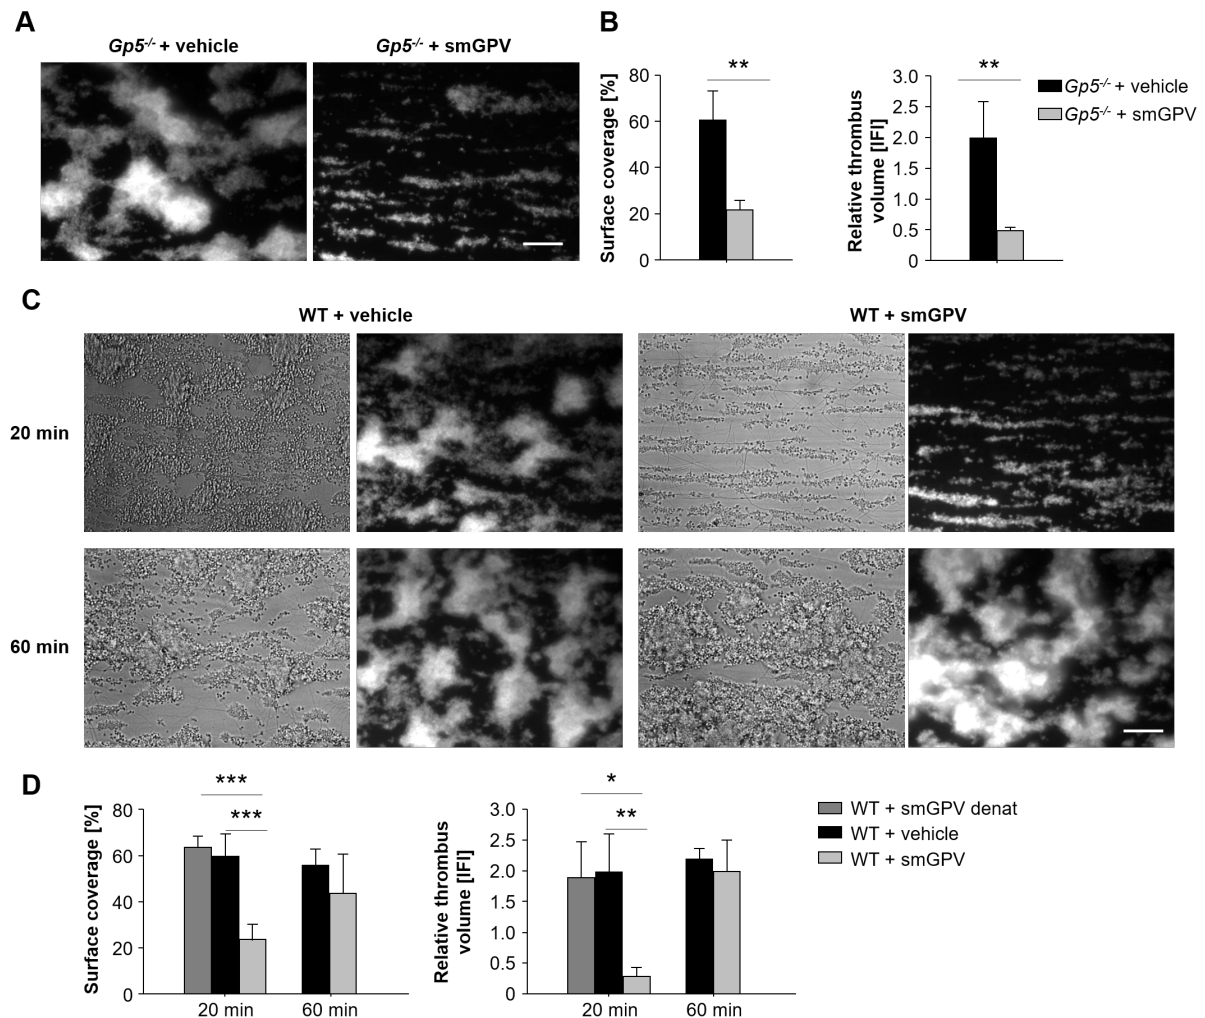 A
Gp5-/- + vehicle
Gp5-/- + smGPV
B
Surface coverage [%]
80
60
40
20
0
**
Relative thrombus
volume [IFI]
3.0
2.5
2.0
1.5
1.0
0.5
0
**
Gp5-/- + vehicle
Gp5-/- + smGPV
C
WT + vehicle
WT + smGPV
20 min
60 min
D
Surface coverage [%]
80
60
40
20
0
***
***
20 min
60 min
Relative thrombus
volume [IFI]
3.0
2.5
2.0
1.5
1.0
0.5
0
*
**
20 min
60 min
WT + smGPV denat
WT + vehicle
WT + smGPV